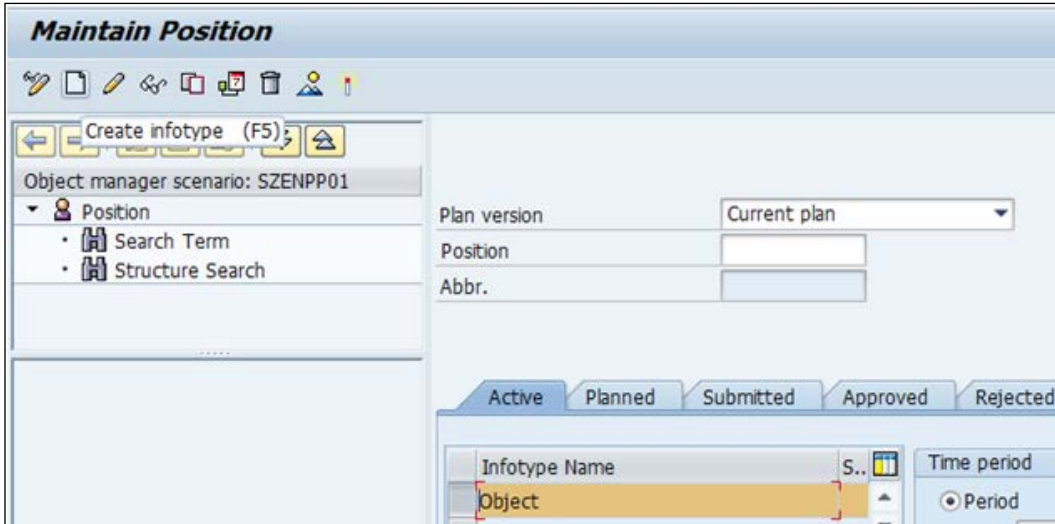 Maintain Position
Create infotype (F5)
Object manager scenario: SZENPP01
Position
Search Term
Structure Search
Plan version Current plan
Position
Abbr.
Active Planned Submitted Approved Rejected
Infotype Name S.. Time period
Object Period